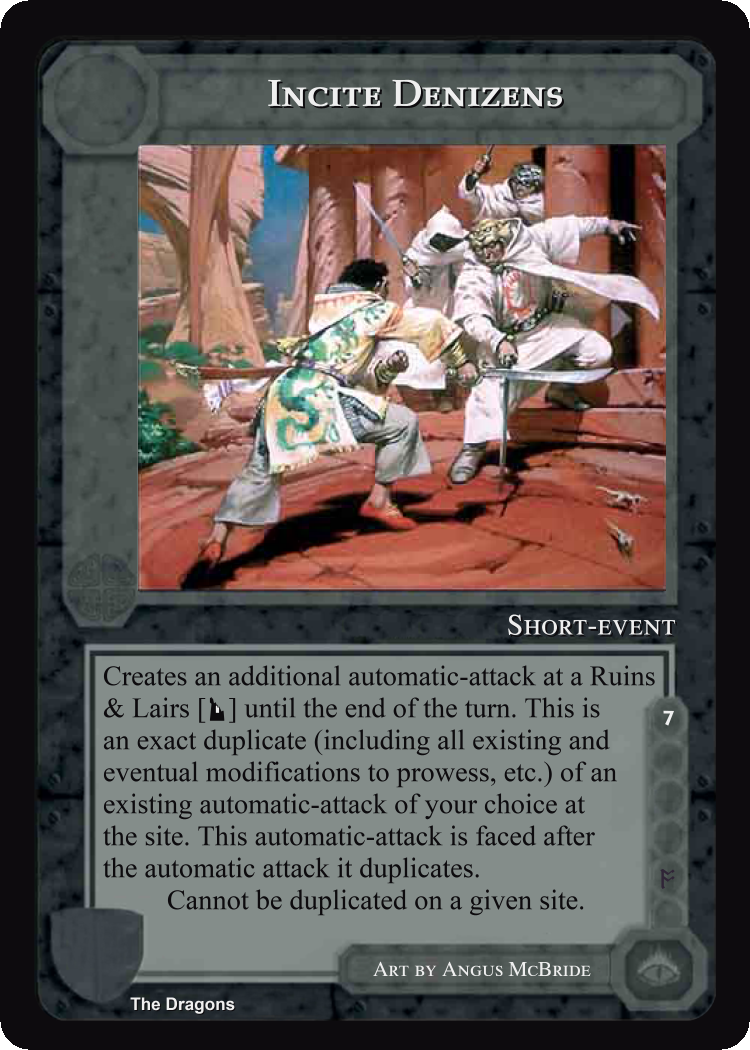 Incite Denizens
Short-event
Creates an additional automatic-attack at a Ruins
& Lairs [ ] until the end of the turn. This is
an exact duplicate (including all existing and
eventual modifications to prowess, etc.) of an
existing automatic-attack of your choice at
the site. This automatic-attack is faced after
the automatic attack it duplicates.
Cannot be duplicated on a given site.
7
Art by Angus McBride
The Dragons